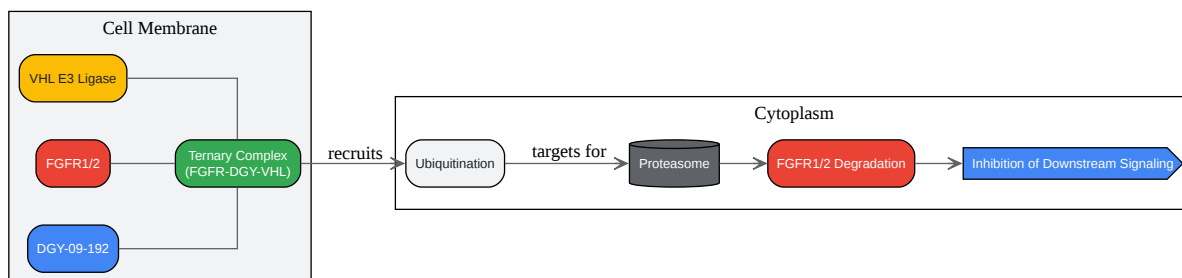 Cell Membrane
VHL E3 Ligase
FGFR1/2
DGY-09-192
Ternary Complex
(FGFR-DGY-VHL)
recruits
Cytoplasm
Ubiquitination
targets for
Proteasome
FGFR1/2 Degradation
Inhibition of Downstream Signaling